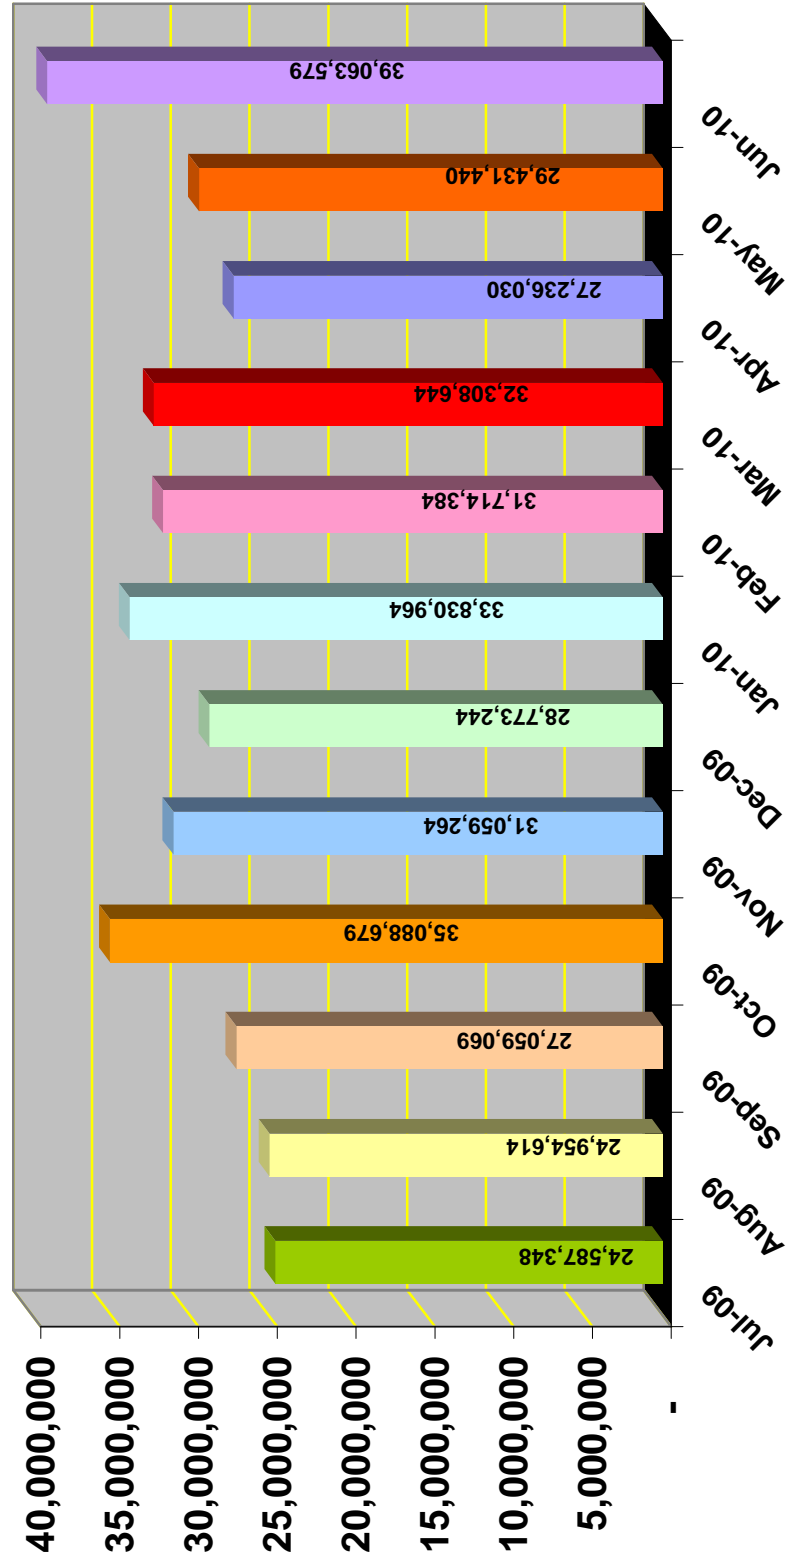 40,000,000
35,000,000
30,000,000
25,000,000
20,000,000
15,000,000
10,000,000
5,000,000
-
24,587,348
24,954,614
27,059,069
35,088,679
31,059,264
28,773,244
33,830,964
31,714,384
32,308,644
27,236,030
29,431,440
39,063,579
Jul-09
Aug-09
Sep-09
Oct-09
Nov-09
Dec-09
Jan-10
Feb-10
Mar-10
Apr-10
May-10
Jun-10